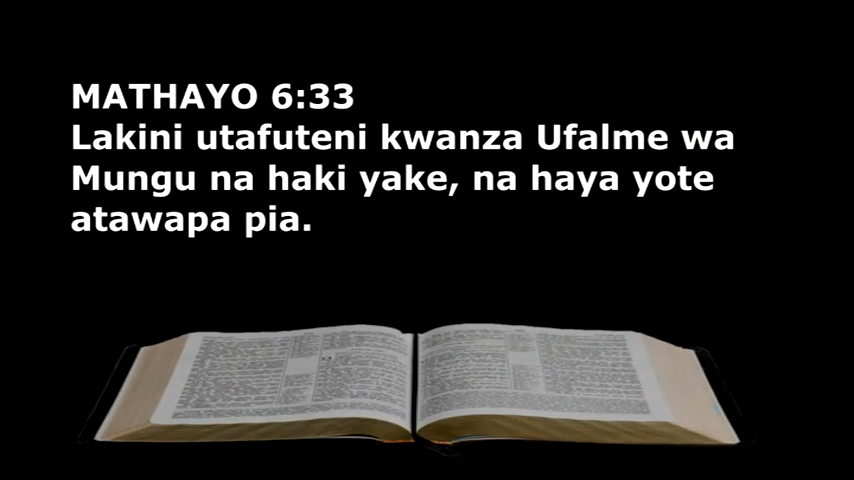 MATHAYO 6:33
Lakini utafuteni kwanza Ufalme wa
Mungu na haki yake, na haya yote
atawapa pia.